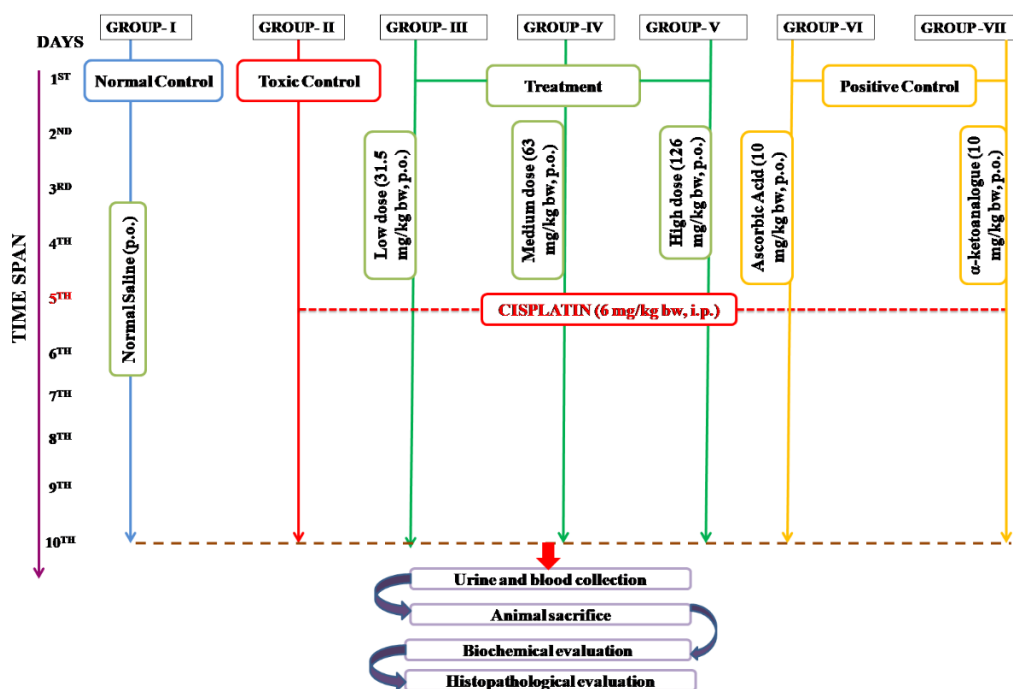 GROUP- I
GROUP- II
GROUP- III
GROUP-IV
GROUP- V
GROUP-VI
GROUP- VII
DAYS
TIME SPAN
1ST
2ND
3RD
4TH
5TH
6TH
7TH
8TH
9TH
10TH
Normal Control
Toxic Control
Treatment
Positive Control
Normal Saline (p.o.)
Low dose (31.5
mg/kg bw, p.o.)
Medium dose (63
mg/kg bw, p.o.)
High dose (126
mg/kg bw, p.o.)
Ascorbic Acid (10
mg/kg bw, p.o.)
α-ketoanalogue (10
mg/kg bw, p.o.)
CISPLATIN (6 mg/kg bw, i.p.)
Urine and blood collection
Animal sacrifice
Biochemical evaluation
Histopathological evaluation